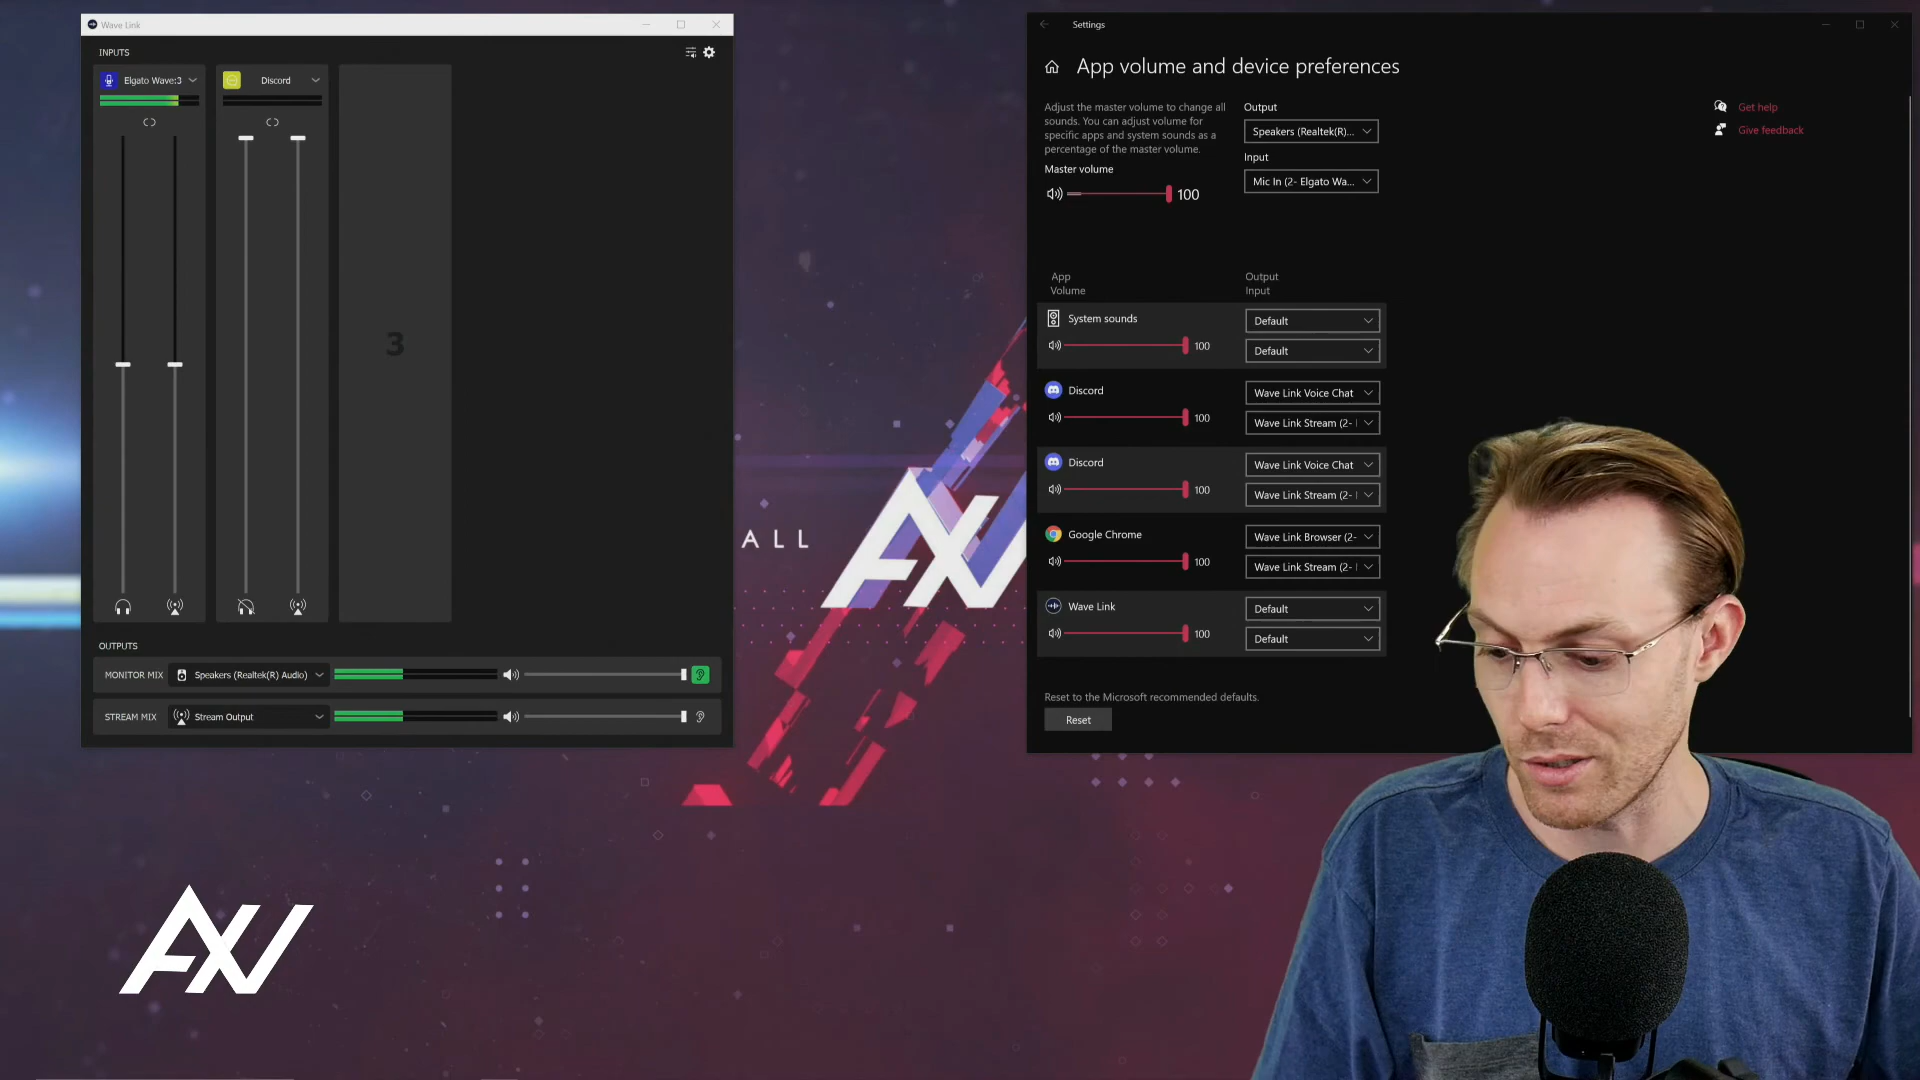 Wave Link
INPUTS
Elgato Wave:3
Discord
3
OUTPUTS
MONITOR MIX
Speakers (Realtek(R) Audio)
STREAM MIX
Stream Output
ALL
Settings
App volume and device preferences
Adjust the master volume to change all
sounds. You can adjust volume for
specific apps and system sounds as a
percentage of the master volume.
Master volume
100
Output
Speakers (Realtek(R)...
Input
Mic In (2- Elgato Wa...
Get help
Give feedback
App
Volume
Output
Input
System sounds
100
Default
Default
Discord
100
Wave Link Voice Chat
Wave Link Stream (2-
Discord
100
Wave Link Voice Chat
Wave Link Stream (2-
Google Chrome
100
Wave Link Browser (2-
Wave Link Stream (2-
Wave Link
100
Default
Default
Reset to the Microsoft recommended defaults.
Reset